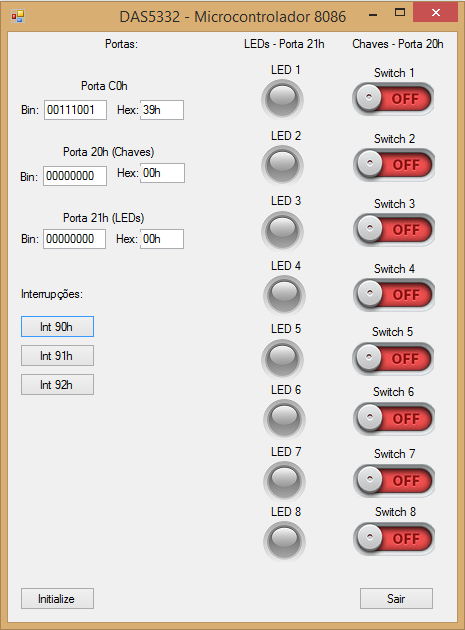 DAS5332 - Microcontrolador 8086
Portas:
Porta C0h
Bin: 00111001 Hex: 39h
Porta 20h (Chaves)
Bin: 00000000 Hex: 00h
Porta 21h (LEDs)
Bin: 00000000 Hex: 00h
Interrupções:
Int 90h
Int 91h
Int 92h
Initialize
LEDs - Porta 21h
LED 1
LED 2
LED 3
LED 4
LED 5
LED 6
LED 7
LED 8
Chaves - Porta 20h
Switch 1
OFF
Switch 2
OFF
Switch 3
OFF
Switch 4
OFF
Switch 5
OFF
Switch 6
OFF
Switch 7
OFF
Switch 8
OFF
Sair